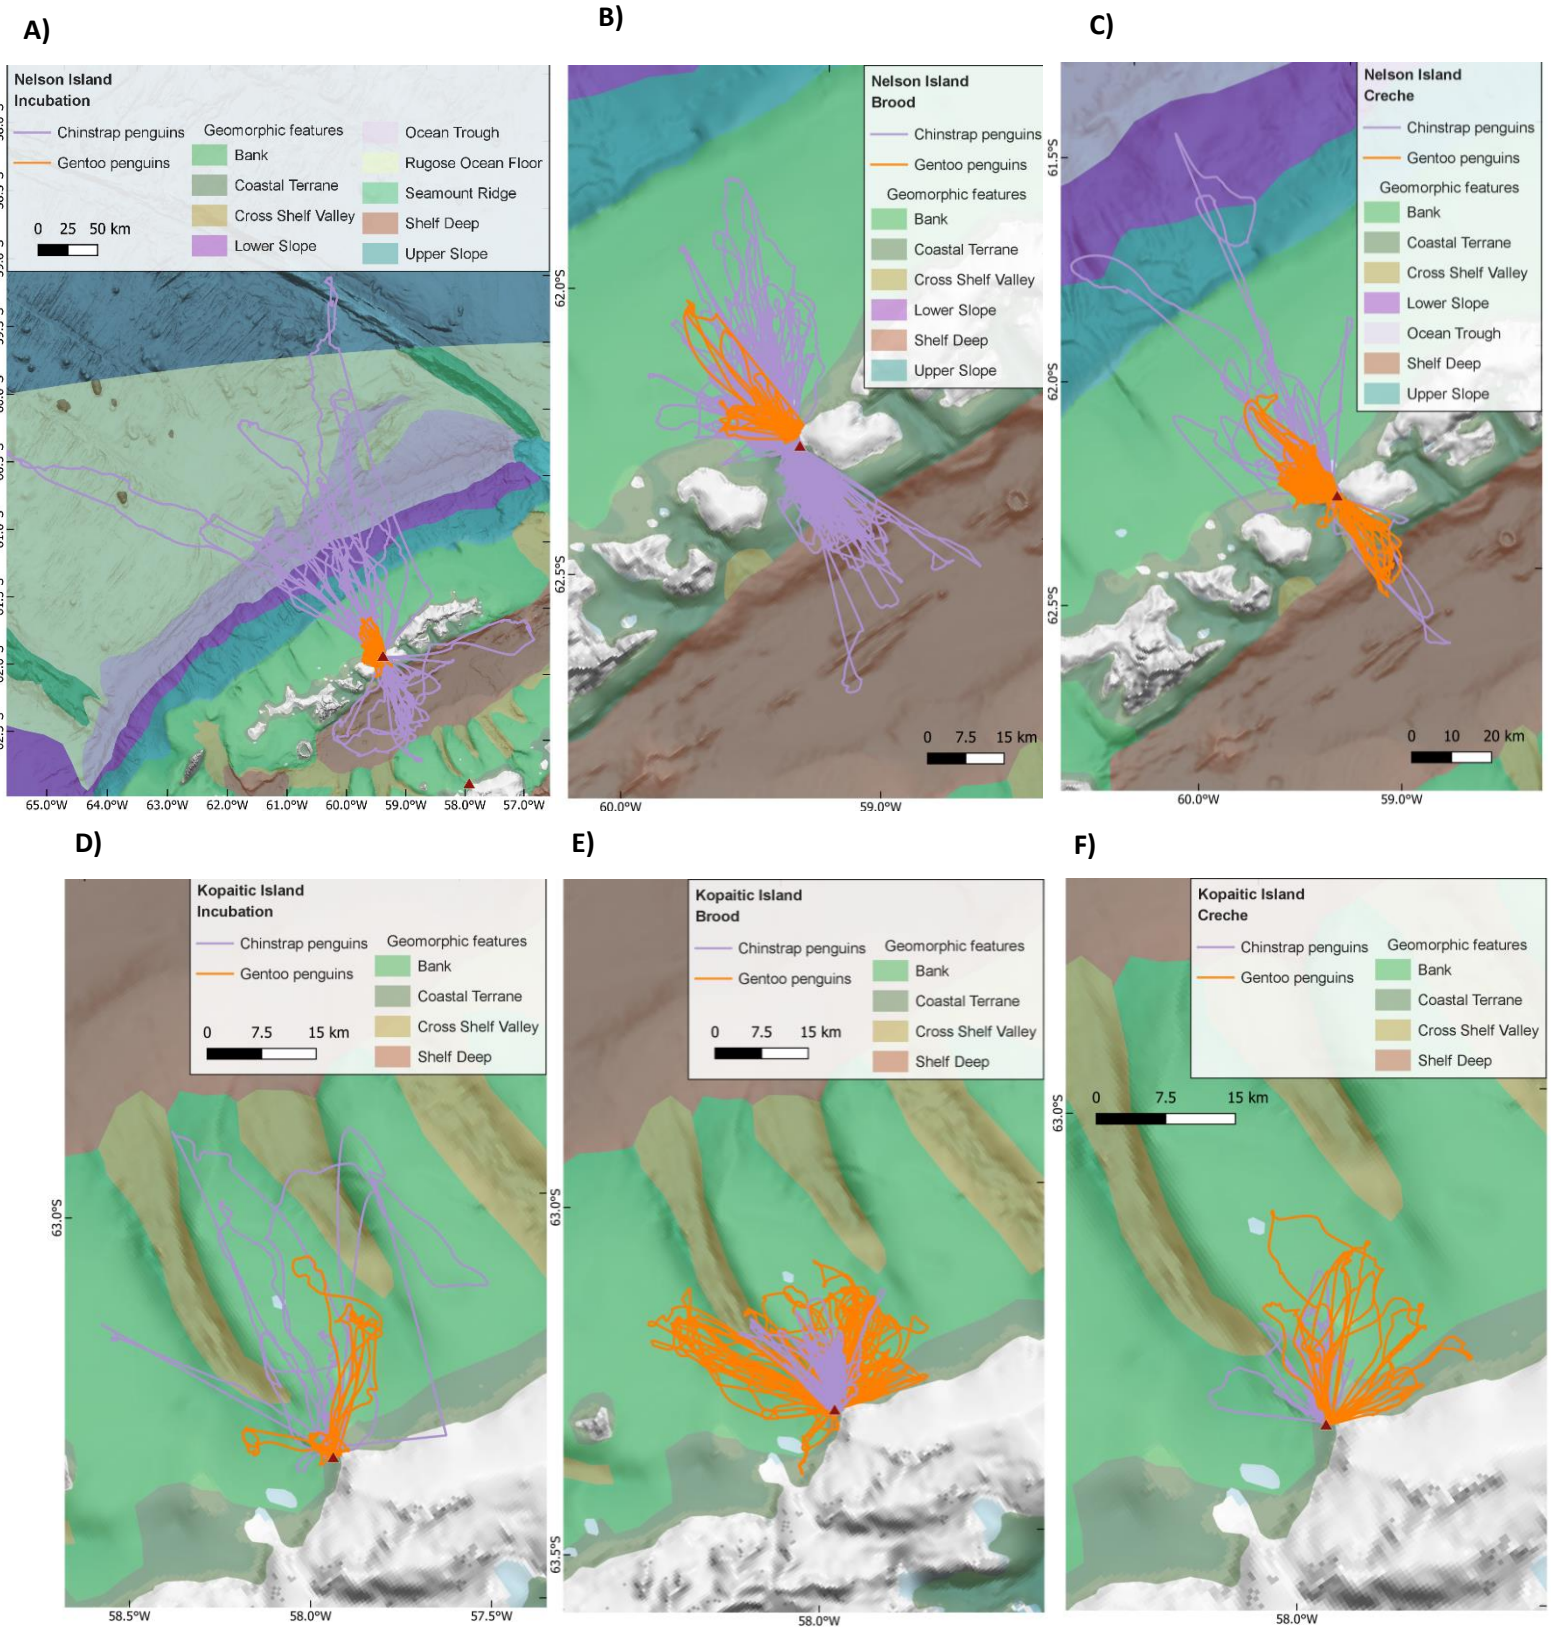 A)
Nelson Island
Incubation
Chinstrap penguins
Gentoo penguins
0 25 50 km
Geomorphic features
Bank
Coastal Terrane
Cross Shelf Valley
Lower Slope
Ocean Trough
Rugose Ocean Floor
Seamount Ridge
Shelf Deep
Upper Slope
65.0°W 64.0°W 63.0°W 62.0°W 61.0°W 60.0°W 59.0°W 58.0°W 57.0°W
B)
Nelson Island
Brood
Chinstrap penguins
Gentoo penguins
Geomorphic features
Bank
Coastal Terrane
Cross Shelf Valley
Lower Slope
Shelf Deep
Upper Slope
62.0°S
62.5°S
0 7.5 15 km
60.0°W 59.0°W
C)
Nelson Island
Creche
Chinstrap penguins
Gentoo penguins
Geomorphic features
Bank
Coastal Terrane
Cross Shelf Valley
Lower Slope
Ocean Trough
Shelf Deep
Upper Slope
61.5°S
62.0°S
62.5°S
0 10 20 km
60.0°W 59.0°W
D)
Kopaitic Island
Incubation
Chinstrap penguins
Gentoo penguins
0 7.5 15 km
Geomorphic features
Bank
Coastal Terrane
Cross Shelf Valley
Shelf Deep
63.0°S
58.5°W 58.0°W 57.5°W
E)
Kopaitic Island
Brood
Chinstrap penguins
Gentoo penguins
0 7.5 15 km
Geomorphic features
Bank
Coastal Terrane
Cross Shelf Valley
Shelf Deep
63.0°S
63.5°S
58.0°W
F)
Kopaitic Island
Creche
Chinstrap penguins
Gentoo penguins
Geomorphic features
Bank
Coastal Terrane
Cross Shelf Valley
Shelf Deep
0 7.5 15 km
63.0°S
58.0°W